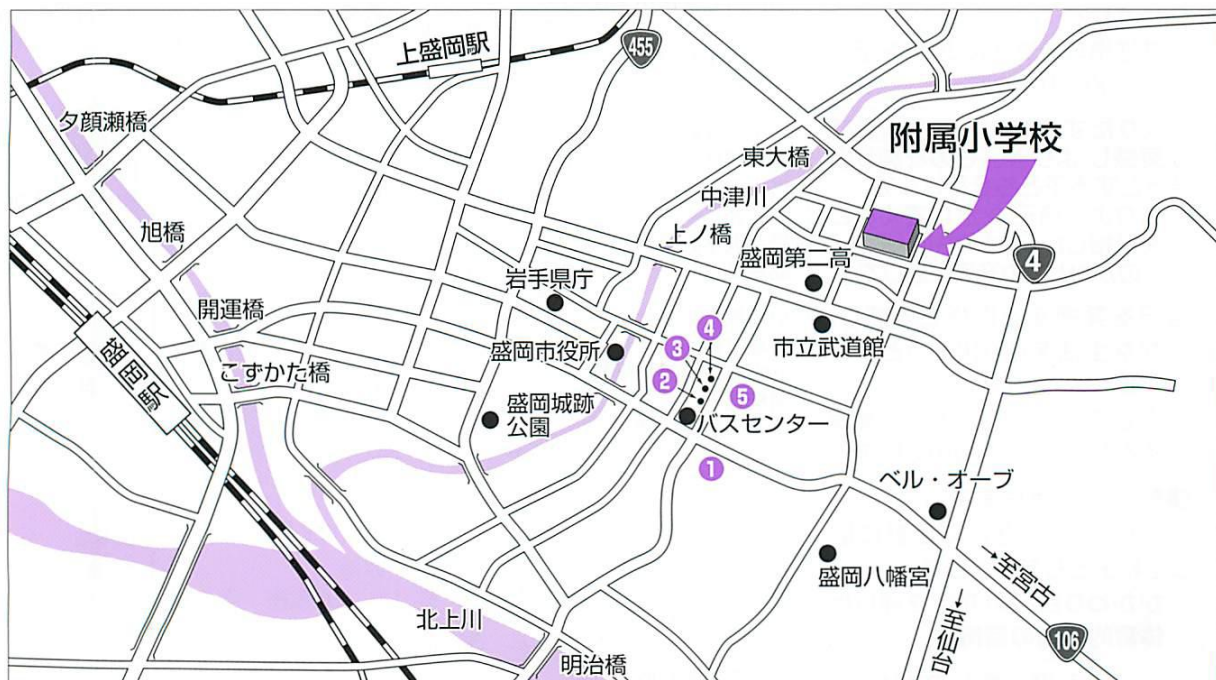 上盛岡駅
455
夕顔瀬橋
東大橋
附属小学校
中津川
旭橋
上ノ橋
盛岡第二高
4
岩手県庁
開運橋
市立武道館
盛岡市役所
盛岡駅
こずかた橋
④
③
②
⑤
盛岡城跡
公園
バスセンター
①
ベル・オーブ
盛岡八幡宮
→至宮古
→至仙台
北上川
106
明治橋